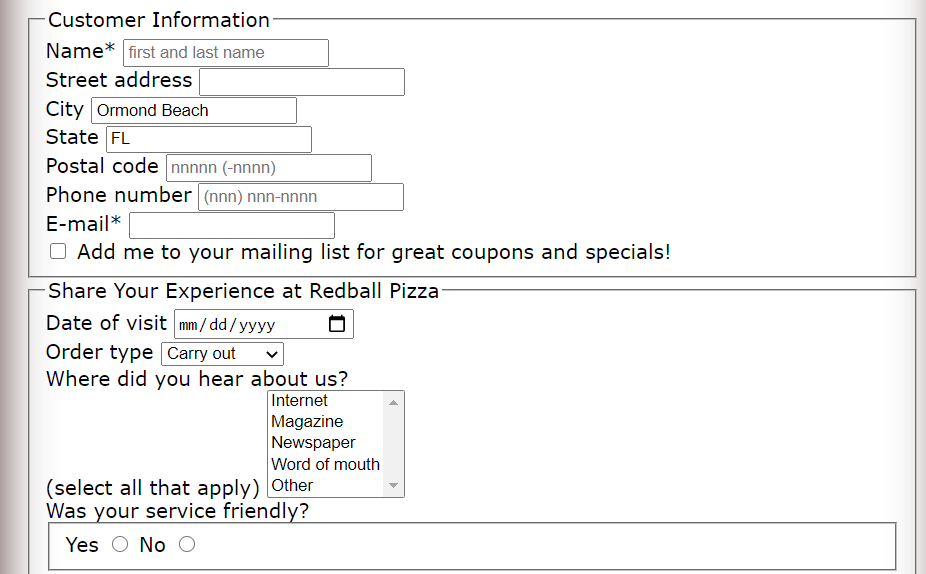 Customer Information
Name* first and last name
Street address
City Ormond Beach
State FL
Postal code nnnnn (-nnnn)
Phone number (nnn) nnn-nnnn
E-mail*
Add me to your mailing list for great coupons and specials!
Share Your Experience at Redball Pizza
Date of visit mm/dd/yyyy
Order type Carry out
Where did you hear about us?
Internet
Magazine
Newspaper
Word of mouth
(select all that apply) Other
Was your service friendly?
Yes No